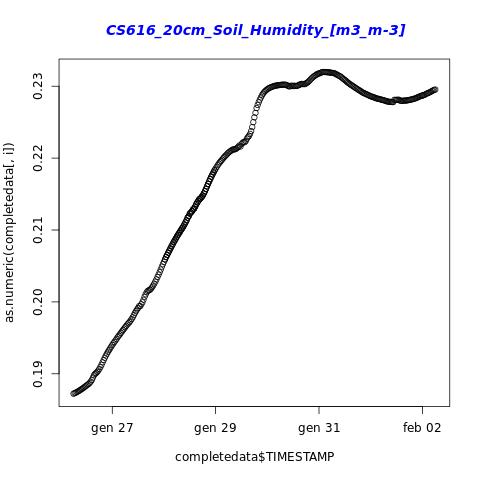 CS616_20cm_Soil_Humidity_[m3_m-3]
as.numeric(completedata[, i])
0.23
0.22
0.21
0.20
0.19
gen 27 gen 29 gen 31 feb 02
completedata$TIMESTAMP